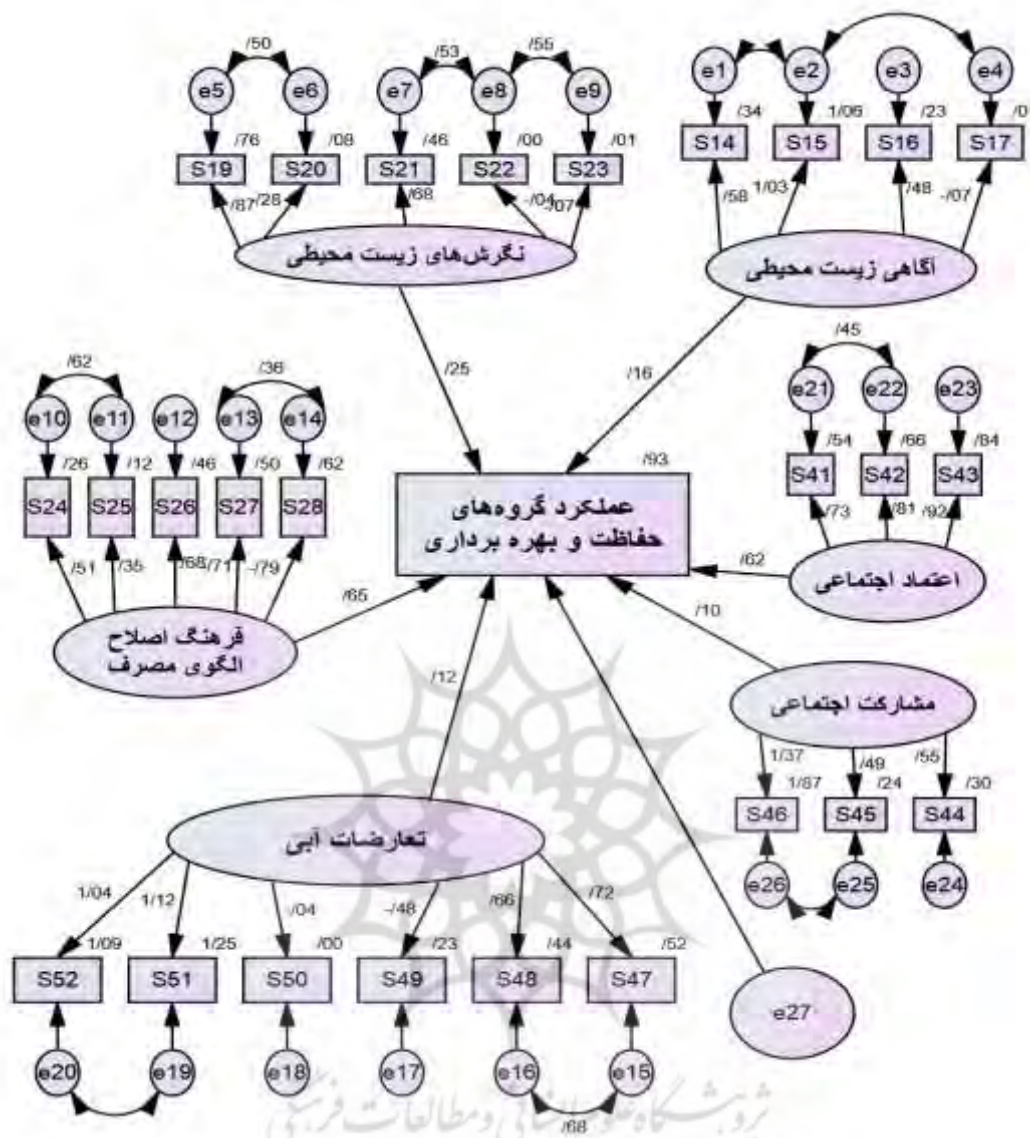 /50 /53 /55
e5 e6 e7 e8 e9 e1 e2 e3 e4
/76 /08 /46 /00 /01 /34 1/06 /23 /0
S19 S20 S21 S22 S23 S14 S15 S16 S17
/87 /28 /68 -/04 -/07 /58 1/03 /48 -/07
نگرش‌های زیست محیطی
آگاهی زیست محیطی
/25 /16
/62 /36 /45
e10 e11 e12 e13 e14 e21 e22 e23
/26 /12 /46 /50 /62 /54 /66 /84
S24 S25 S26 S27 S28 S41 S42 S43
/51 /35 /68 /71 -/79 /73 /81 /92
/93
عملکرد گروه‌های
حفاظت و بهره برداری
اعتماد اجتماعی
/62
فرهنگ اصلاح
الگوی مصرف
/65 /10 /12
مشارکت اجتماعی
1/37 /49 /55
1/87 /24 /30
S46 S45 S44
e26 e25 e24
تعارضات آبی
1/04 1/12 -/04 -/48 /66 /72
1/09 1/25 /00 /23 /44 /52
S52 S51 S50 S49 S48 S47
e27
e20 e19 e18 e17 e16 e15
/68
پژوهشگاه علوم انسانی و مطالعات فرهنگی